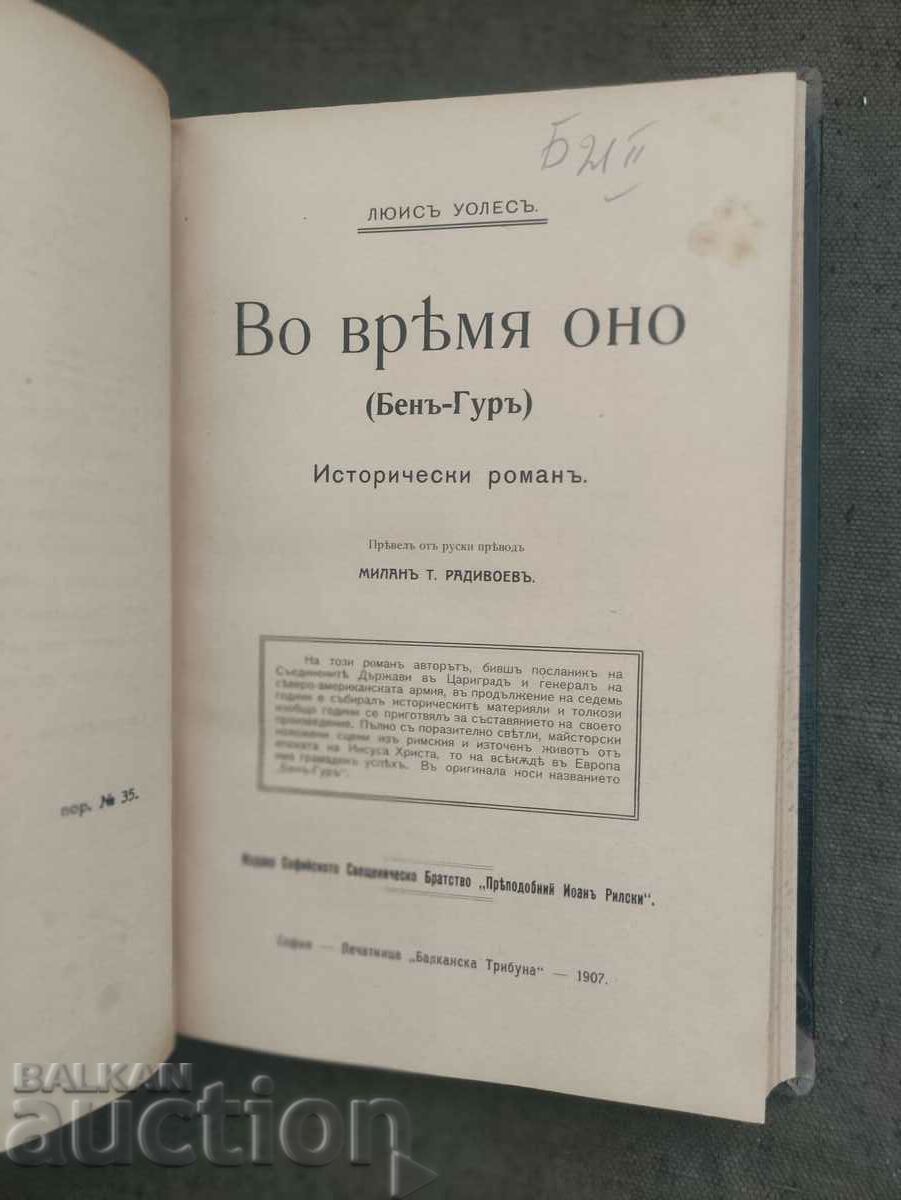 Б 21 II
ЛЮИСЪ УОЛЕСЪ.
Во врѣмя оно
(Бенъ-Гуръ)
Исторически романъ.
Прѣвелъ отъ руски прѣводъ
МИЛАНЪ Т. РАДИВОЕВЪ.
На този романъ авторътъ, бившъ посланикъ на
Съединенитѣ Държави въ Цариградъ и генералъ на
сѣверо-американската армия, въ продължение на седемь
години е събиралъ историческитѣ материяли и толкози
изобщо години се приготвялъ за съставянието на своето
произведение. Пълно съ поразително свѣтли, майсторски
изложени сцени изъ римския и източенъ животъ отъ
епохата на Иисуса Христа, то на всѣкждѣ въ Европа
има грамаденъ успѣхъ. Въ оригинала носи названието
„Бенъ-Гуръ".
Издава Софийското Свещеническо Братство „Прѣподобний Иоанъ Рилски".
София — Печатница „Балканска Трибуна" — 1907.
пор. № 35.
BALKAN
auction